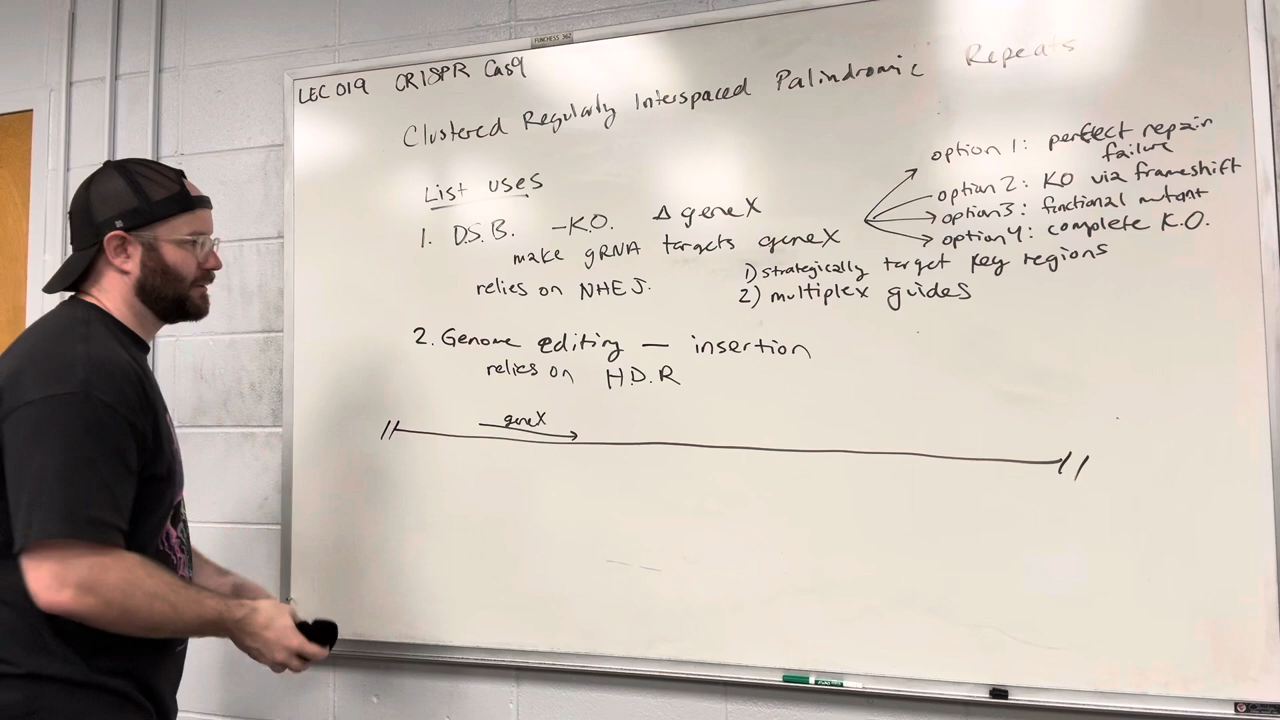 FUNCHESS 362
LEC 019 CRISPR Cas9
Clustered Regularly Interspaced Palindromic Repeats
List uses
1. D.S.B. -K.O. Δ geneX
make gRNA targets geneX
relies on NHEJ.
option 1: perfect repair
failure
option 2: KO via frameshift
option 3: functional mutant
option 4: complete K.O.
1) strategically target key regions
2) multiplex guides
2. Genome editing — insertion
relies on H.D.R
geneX